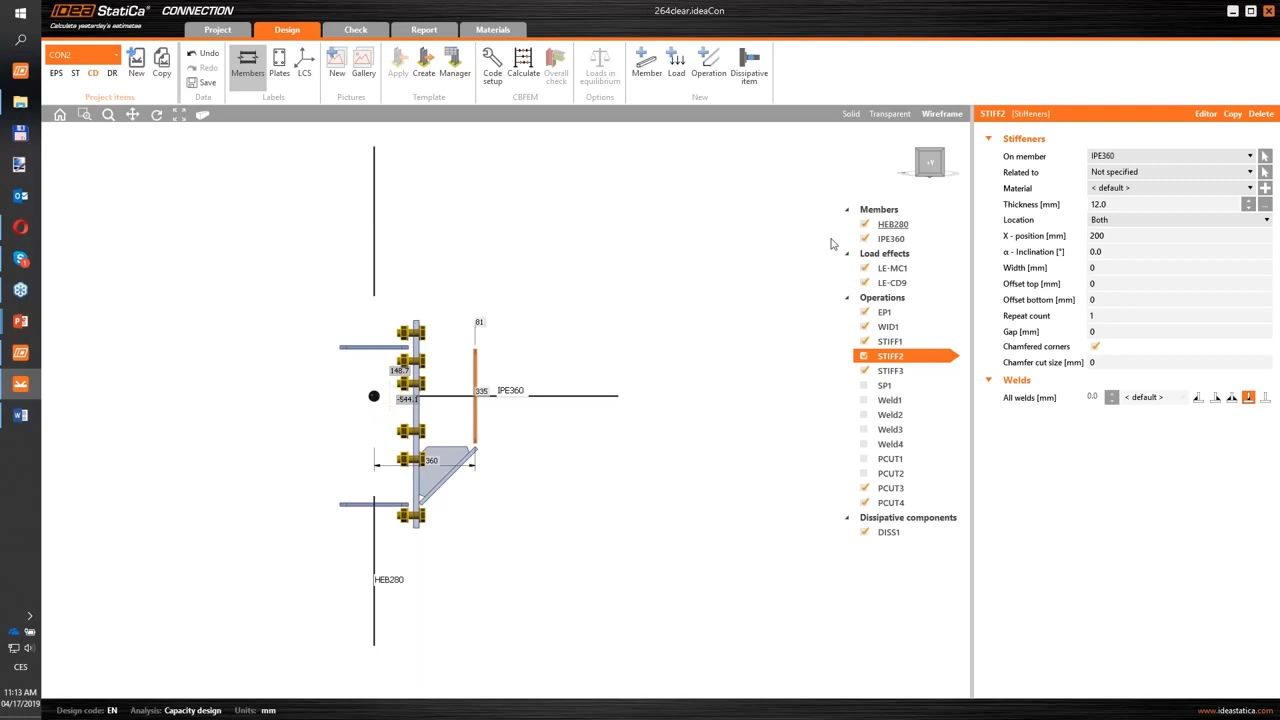 IDEA StatiCa® CONNECTION
Calculate yesterday's estimates
264clear.ideaCon
Project
Design
Check
Report
Materials
CON2
EPS ST CD DR
New
Copy
Undo
Redo
Save
Members
Plates
LCS
New
Gallery
Apply
Create
Manager
Code setup
Calculate
Overall check
Loads in equilibrium
Member
Load
Operation
Dissipative item
Project items
Data
Labels
Pictures
Template
CBFEM
Options
New
Solid
Transparent
Wireframe
STIFF2 [Stiffeners]
Editor
Copy
Delete
+Y
81
148.7
335
IPE360
-544.1
360
HEB280
Members
HEB280
IPE360
Load effects
LE-MC1
LE-CD9
Operations
EP1
WID1
STIFF1
STIFF2
STIFF3
SP1
Weld1
Weld2
Weld3
Weld4
PCUT1
PCUT2
PCUT3
PCUT4
Dissipative components
DISS1
Stiffeners
On member IPE360
Related to Not specified
Material < default >
Thickness [mm] 12.0
Location Both
X - position [mm] 200
α - Inclination [°] 0.0
Width [mm] 0
Offset top [mm] 0
Offset bottom [mm] 0
Repeat count 1
Gap [mm] 0
Chamfered corners
Chamfer cut size [mm] 0
Welds
All welds [mm] 0.0 < default >
CES
11:13 AM
04/17/2019
Design code: EN Analysis: Capacity design Units: mm
www.ideastatica.com